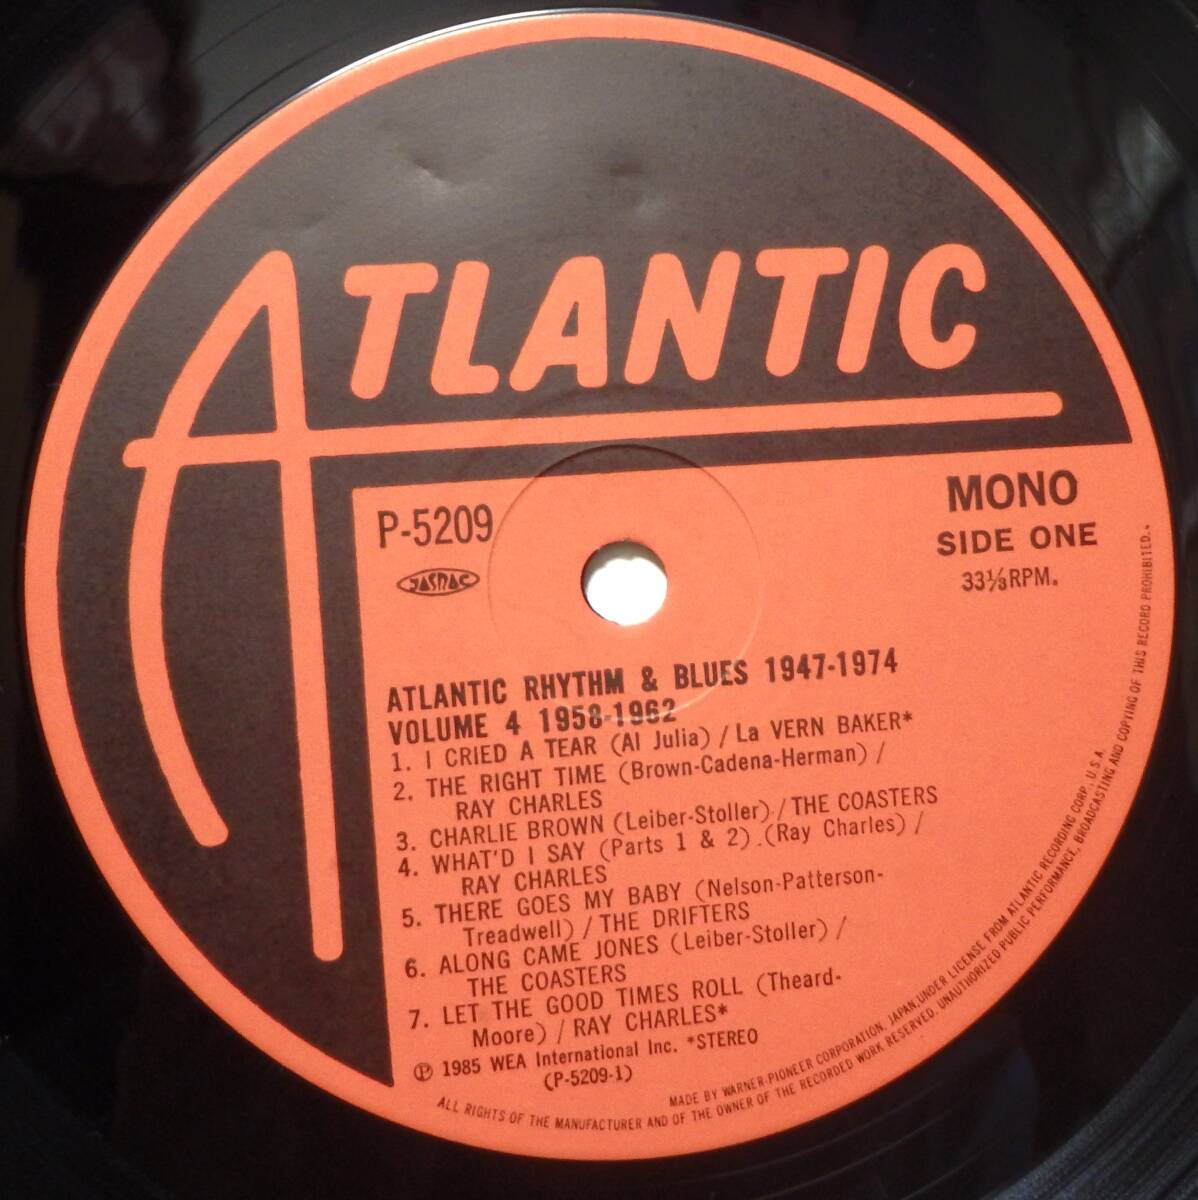 ATLANTIC
P-5209
JASRAC
MONO
SIDE ONE
33⅓RPM.
ATLANTIC RHYTHM & BLUES 1947-1974
VOLUME 4 1958-1962
1. I CRIED A TEAR (Al Julia) / La VERN BAKER*
2. THE RIGHT TIME (Brown-Cadena-Herman) /
RAY CHARLES
3. CHARLIE BROWN (Leiber-Stoller) / THE COASTERS
4. WHAT'D I SAY (Parts 1 & 2) (Ray Charles) /
RAY CHARLES
5. THERE GOES MY BABY (Nelson-Patterson-
Treadwell) / THE DRIFTERS
6. ALONG CAME JONES (Leiber-Stoller) /
THE COASTERS
7. LET THE GOOD TIMES ROLL (Theard-
Moore) / RAY CHARLES*
Ⓟ 1985 WEA International Inc. *STEREO
(P-5209-1)
MADE BY WARNER-PIONEER CORPORATION, JAPAN, UNDER LICENSE FROM ATLANTIC RECORDING CORP., U.S.A.
ALL RIGHTS OF THE MANUFACTURER AND OF THE OWNER OF THE RECORDED WORK RESERVED. UNAUTHORIZED PUBLIC PERFORMANCE, BROADCASTING AND COPYING OF THIS RECORD PROHIBITED.